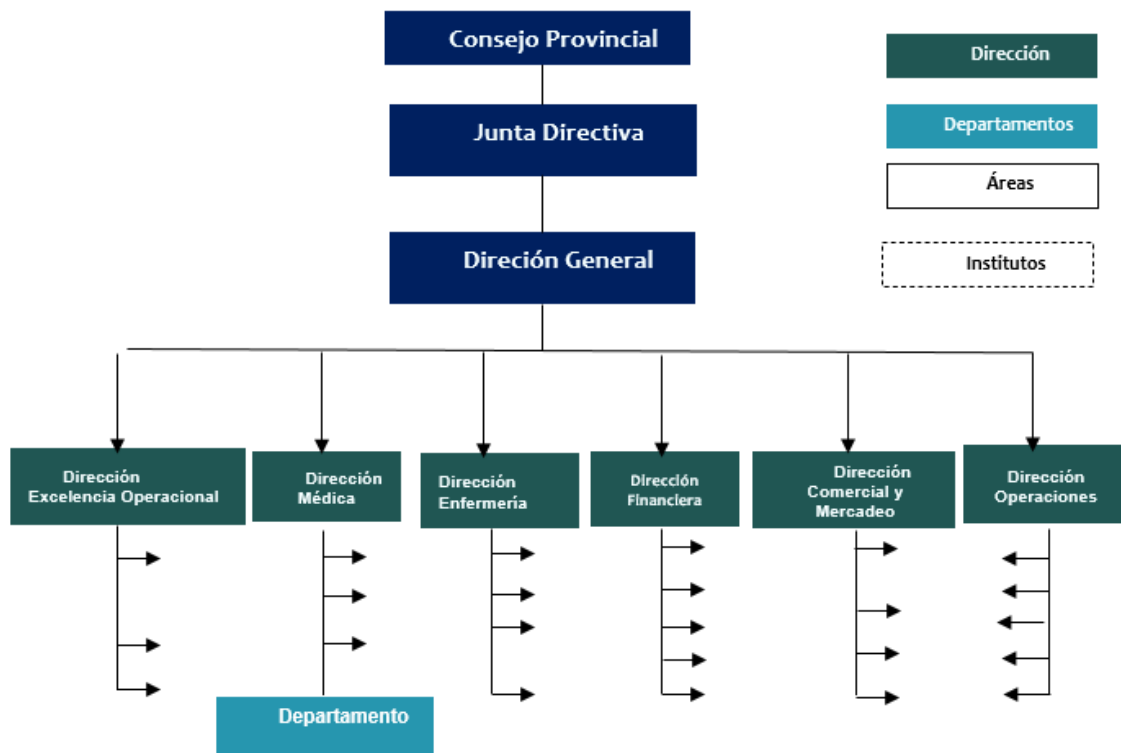 Consejo Provincial
Junta Directiva
Direción General
Dirección
Departamentos
Áreas
Institutos
Dirección
Excelencia Operacional
Dirección
Médica
Dirección
Enfermería
Dirección
Financiera
Dirección
Comercial y
Mercadeo
Dirección
Operaciones
Departamento